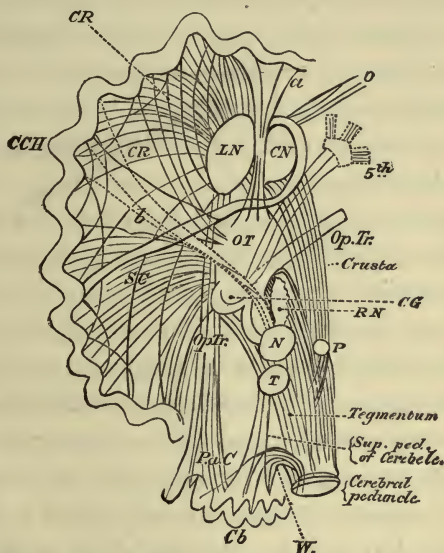 CR
a
O
CCH
CR
LN
CN
5th
b
OT
Op.Tr.
Crusta
SC
CG
RN
Op.Tr.
N
P
T
Tegmentum
P.a.C
Sup. ped.
of Cerebele.
Cerebral
peduncle.
Cb
W